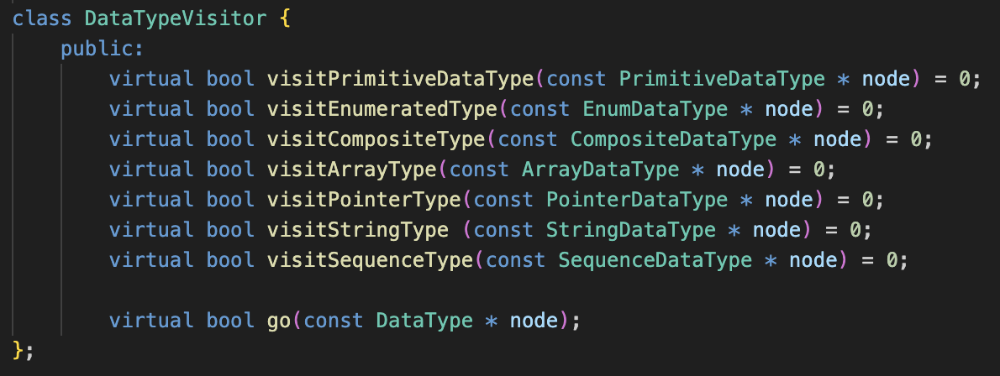 class DataTypeVisitor {
    public:
        virtual bool visitPrimitiveDataType(const PrimitiveDataType * node) = 0;
        virtual bool visitEnumeratedType(const EnumDataType * node) = 0;
        virtual bool visitCompositeType(const CompositeDataType * node) = 0;
        virtual bool visitArrayType(const ArrayDataType * node) = 0;
        virtual bool visitPointerType(const PointerDataType * node) = 0;
        virtual bool visitStringType (const StringDataType * node) = 0;
        virtual bool visitSequenceType(const SequenceDataType * node) = 0;

        virtual bool go(const DataType * node);
};